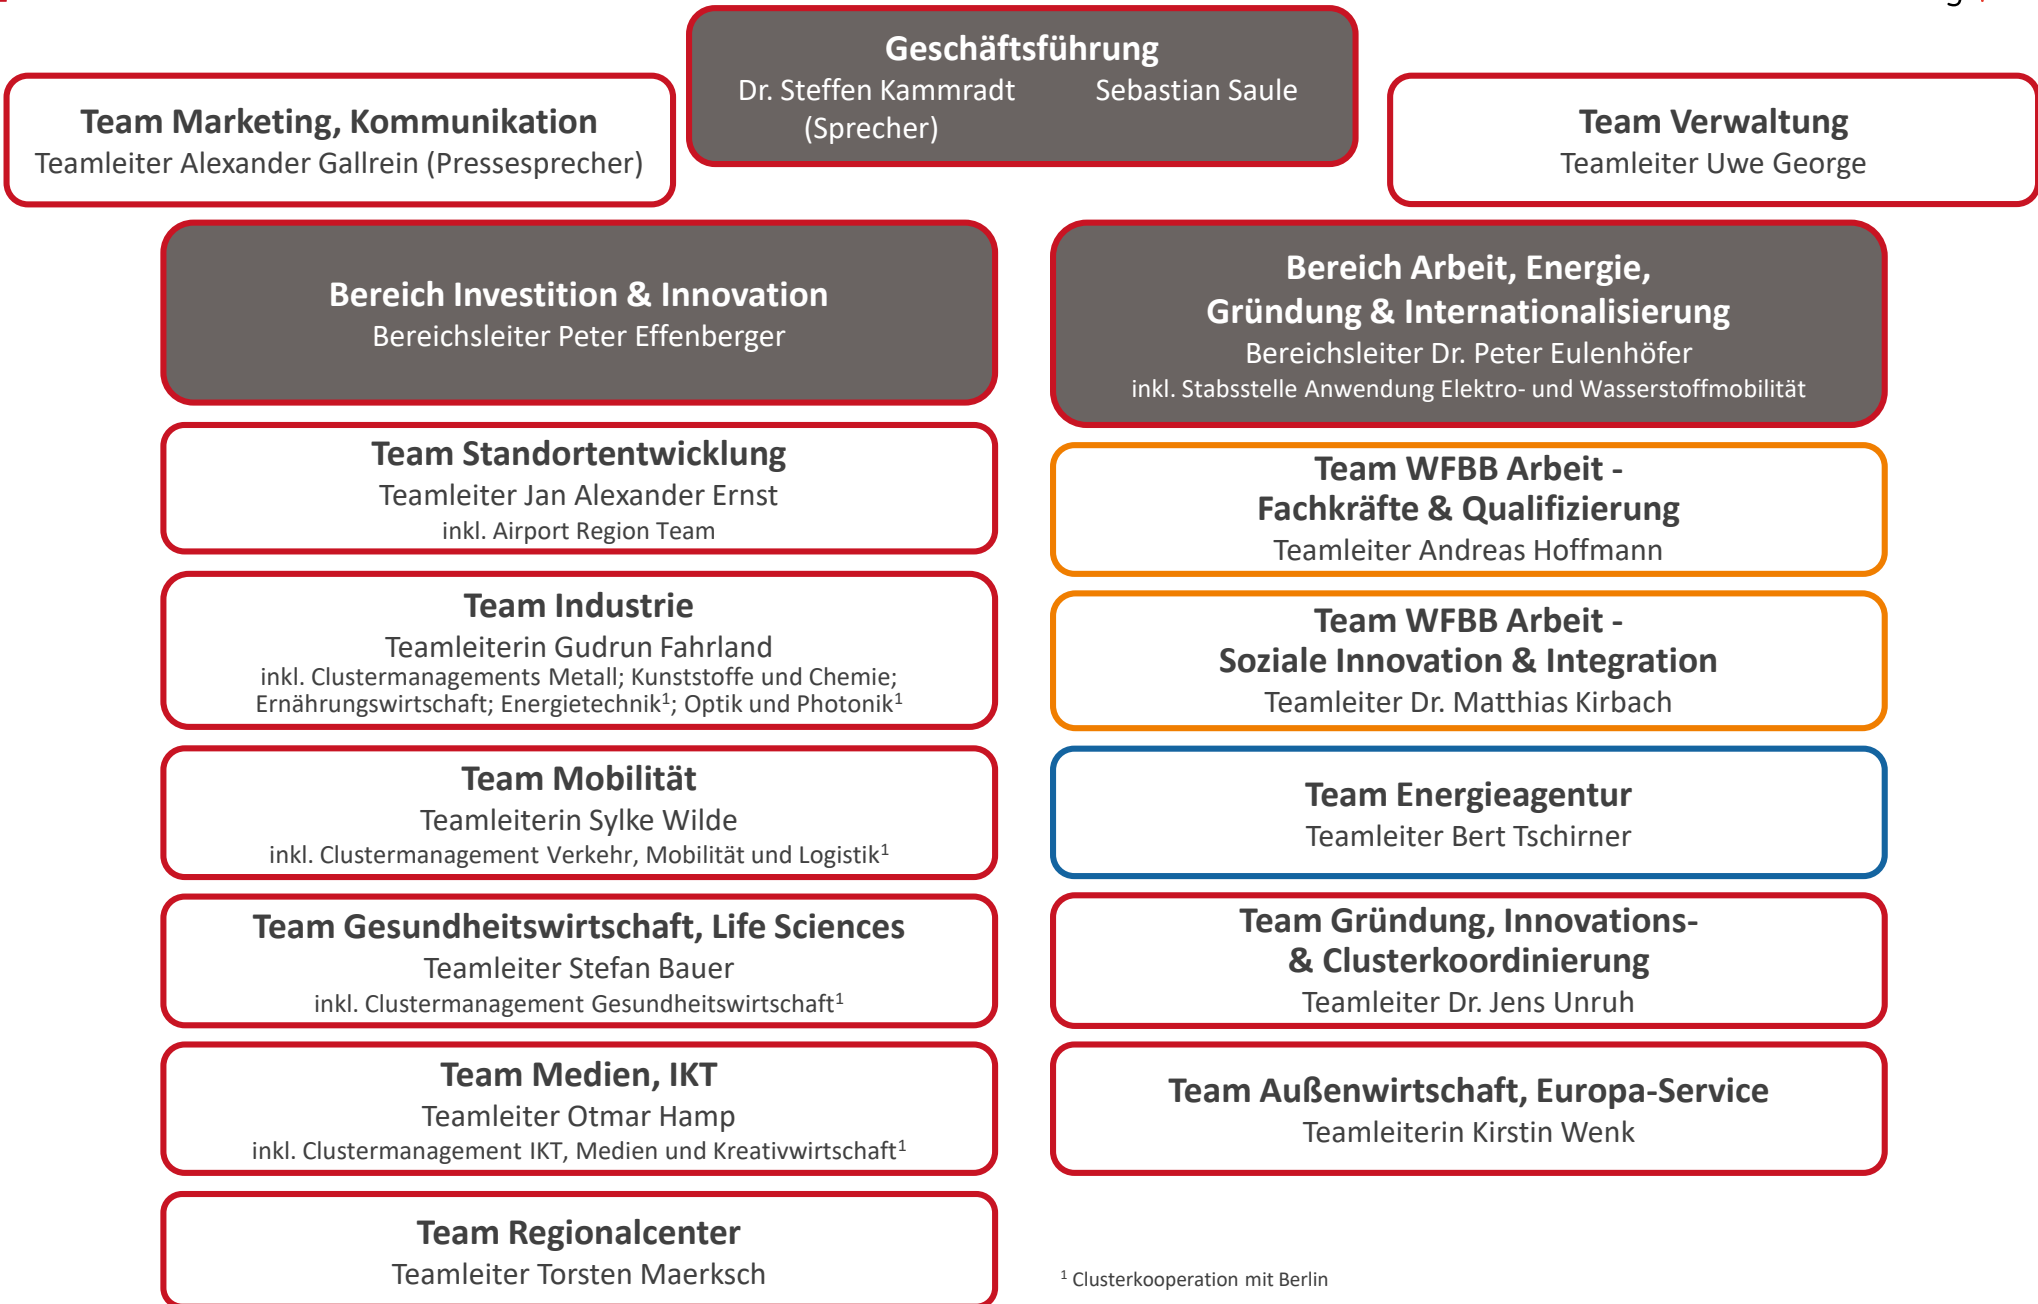 Geschäftsführung
Dr. Steffen Kammradt Sebastian Saule
(Sprecher)
Team Marketing, Kommunikation
Teamleiter Alexander Gallrein (Pressesprecher)
Team Verwaltung
Teamleiter Uwe George
Bereich Investition & Innovation
Bereichsleiter Peter Effenberger
Team Standortentwicklung
Teamleiter Jan Alexander Ernst
inkl. Airport Region Team
Team Industrie
Teamleiterin Gudrun Fahrland
inkl. Clustermanagements Metall; Kunststoffe und Chemie;
Ernährungswirtschaft; Energietechnik¹; Optik und Photonik¹
Team Mobilität
Teamleiterin Sylke Wilde
inkl. Clustermanagement Verkehr, Mobilität und Logistik¹
Team Gesundheitswirtschaft, Life Sciences
Teamleiter Stefan Bauer
inkl. Clustermanagement Gesundheitswirtschaft¹
Team Medien, IKT
Teamleiter Otmar Hamp
inkl. Clustermanagement IKT, Medien und Kreativwirtschaft¹
Team Regionalcenter
Teamleiter Torsten Maerksch
Bereich Arbeit, Energie,
Gründung & Internationalisierung
Bereichsleiter Dr. Peter Eulenhöfer
inkl. Stabsstelle Anwendung Elektro- und Wasserstoffmobilität
Team WFBB Arbeit -
Fachkräfte & Qualifizierung
Teamleiter Andreas Hoffmann
Team WFBB Arbeit -
Soziale Innovation & Integration
Teamleiter Dr. Matthias Kirbach
Team Energieagentur
Teamleiter Bert Tschirner
Team Gründung, Innovations-
& Clusterkoordinierung
Teamleiter Dr. Jens Unruh
Team Außenwirtschaft, Europa-Service
Teamleiterin Kirstin Wenk
¹ Clusterkooperation mit Berlin